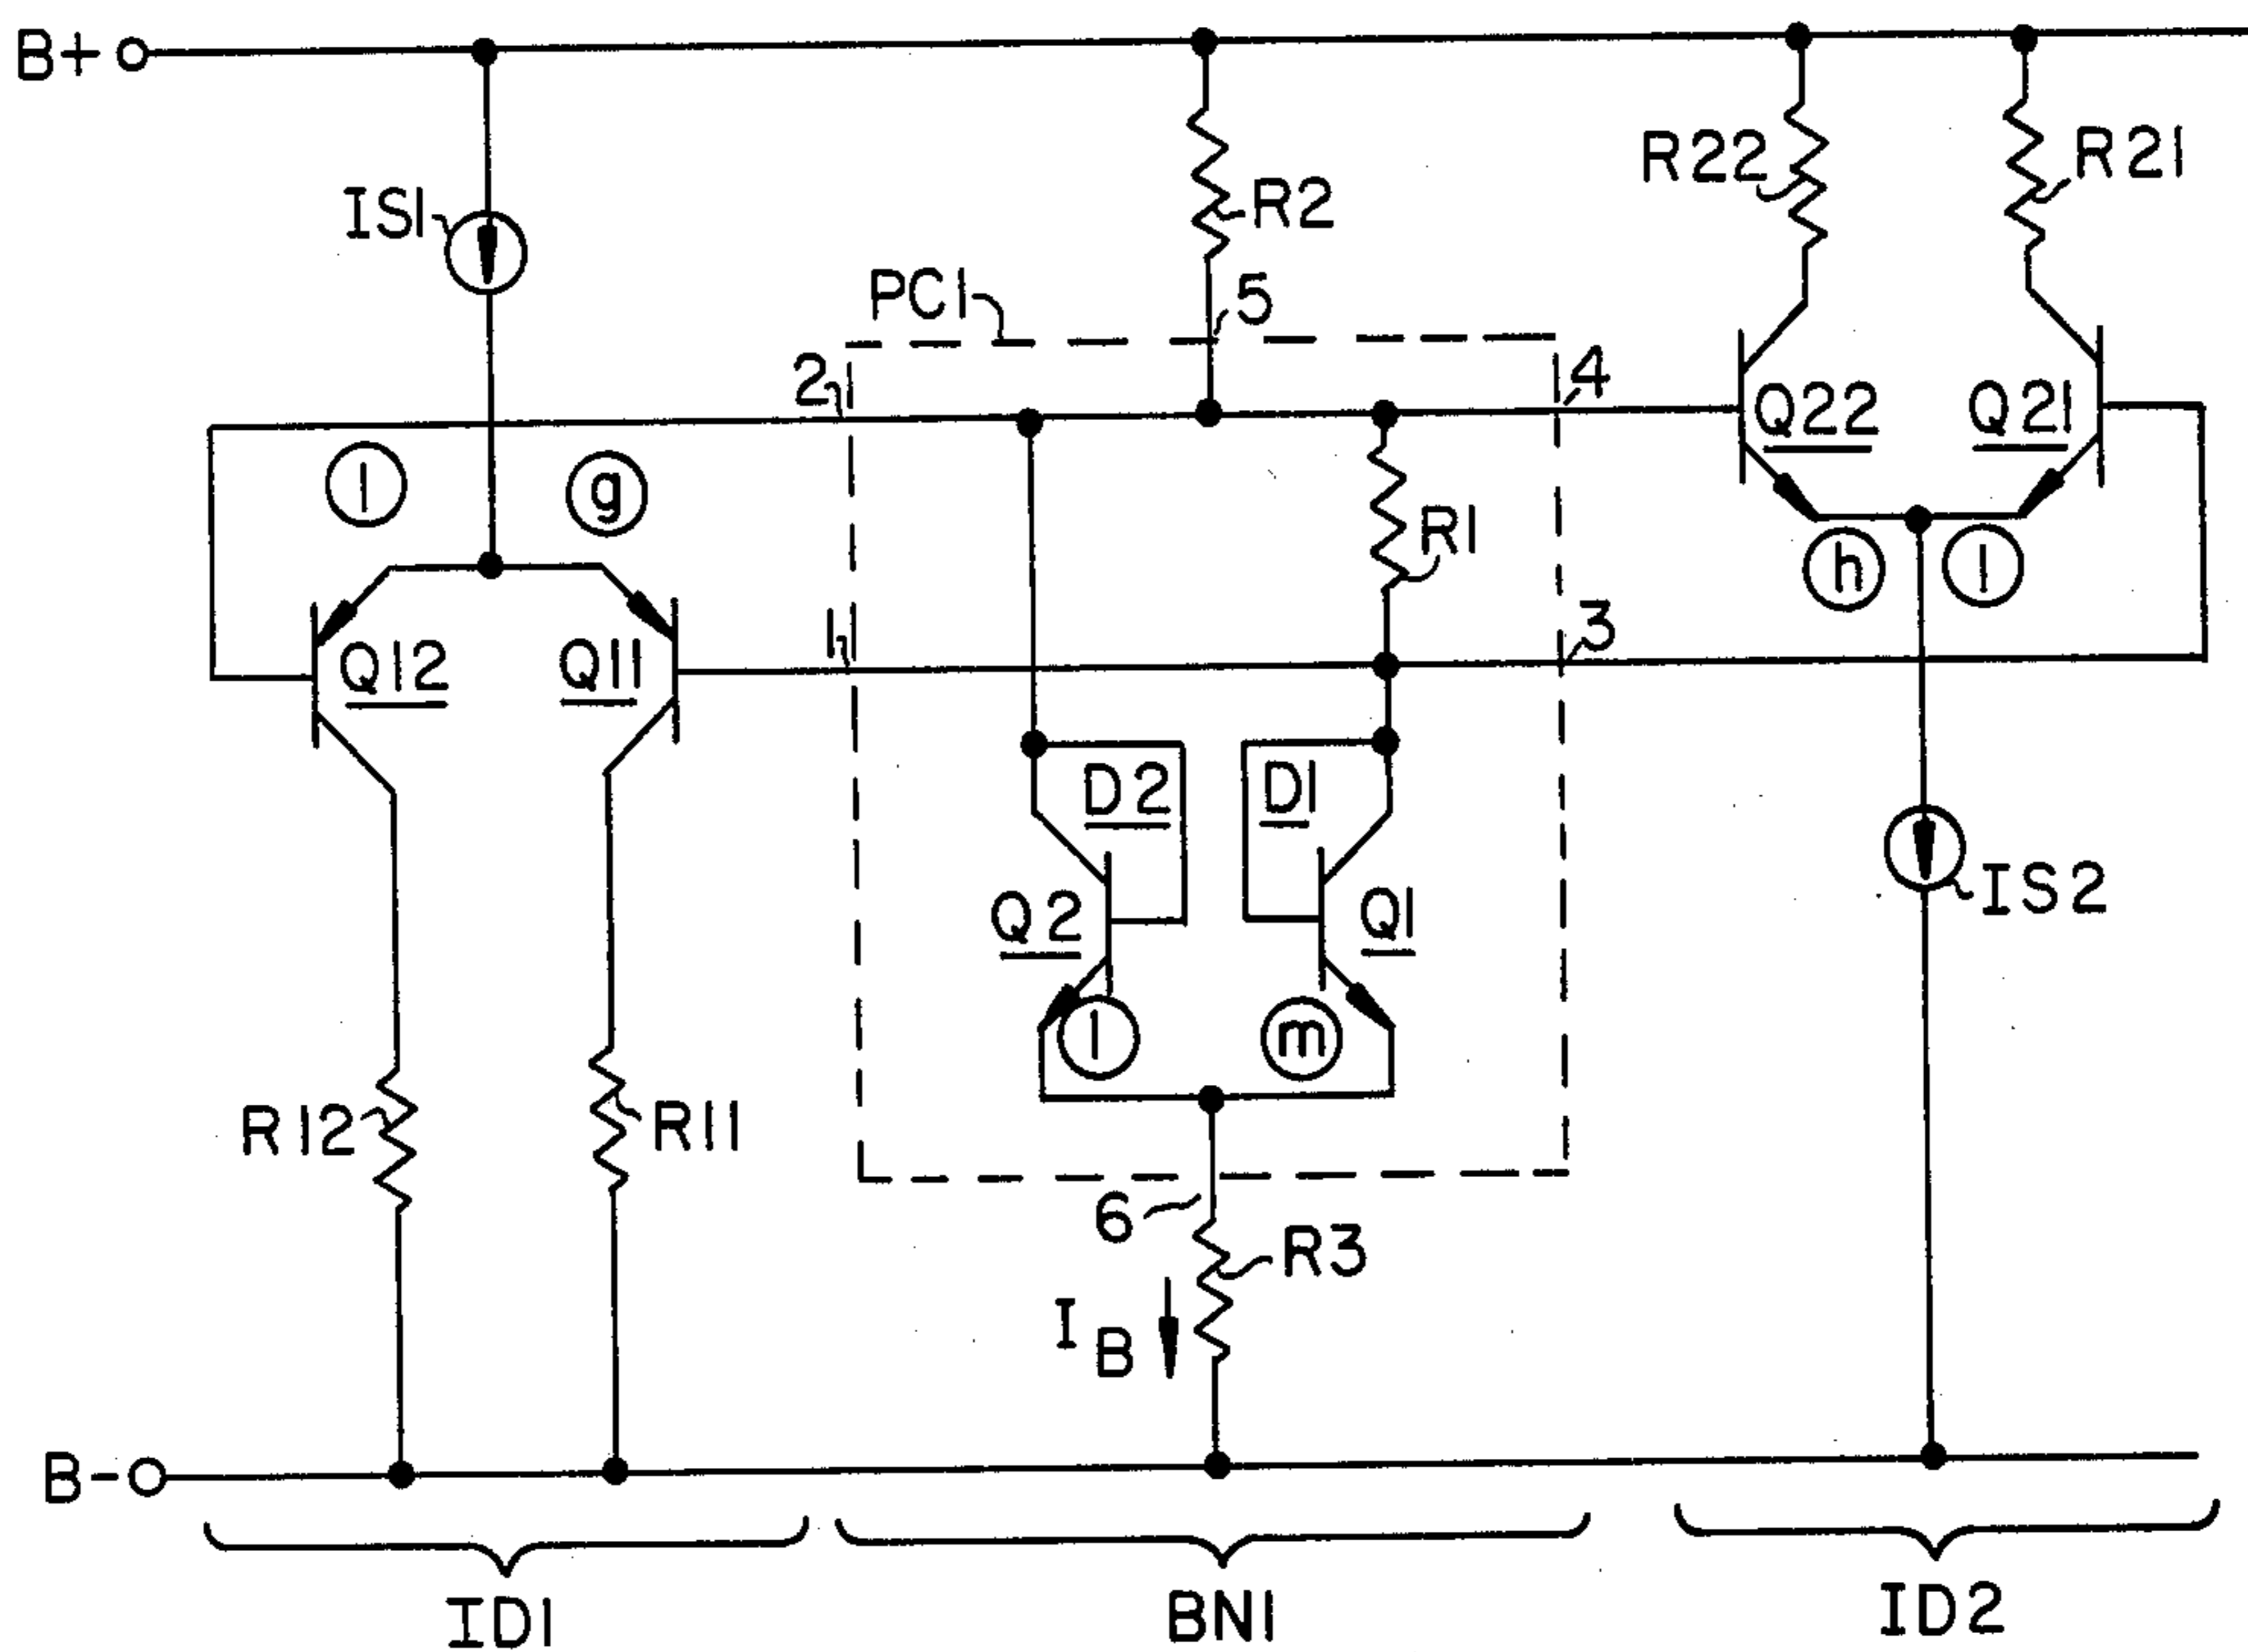 B+
IS1
R2
R22
R21
PC1
5
2
4
Q22
Q21
1
g
R1
h
1
1
3
Q12
Q11
D2
D1
IS2
Q2
Q1
1
m
R12
R11
6
R3
IB
B-
ID1
BN1
ID2